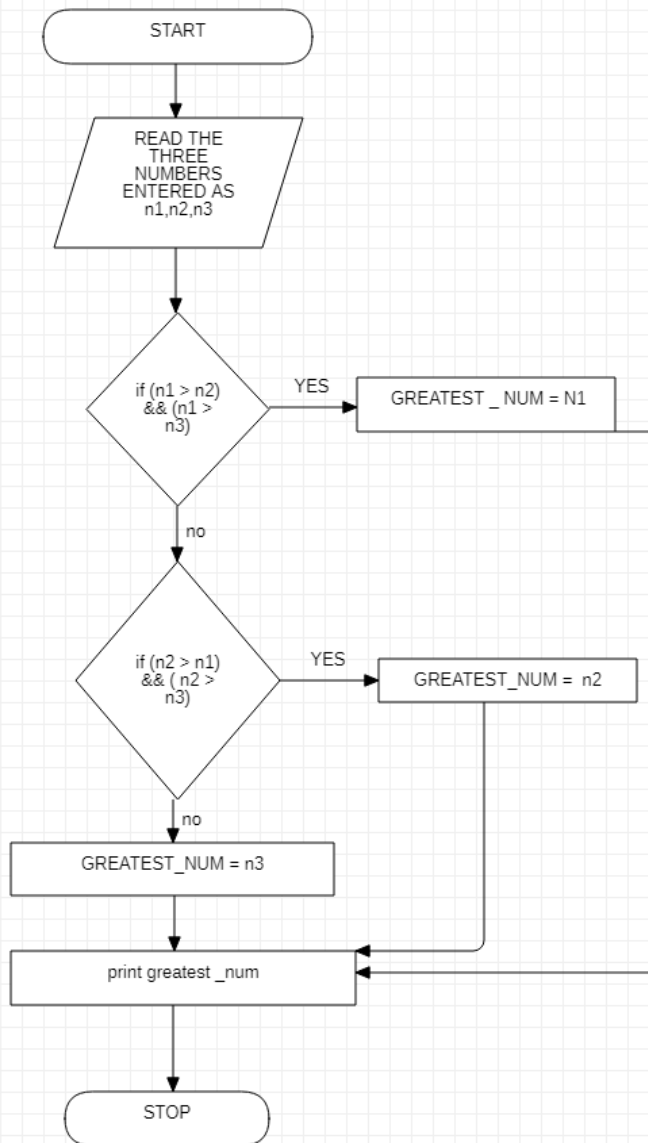 START
READ THE
THREE
NUMBERS
ENTERED AS
n1,n2,n3
if (n1 > n2)
&& (n1 >
n3)
YES
GREATEST _ NUM = N1
no
if (n2 > n1)
&& ( n2 >
n3)
YES
GREATEST_NUM =  n2
no
GREATEST_NUM = n3
print greatest _num
STOP